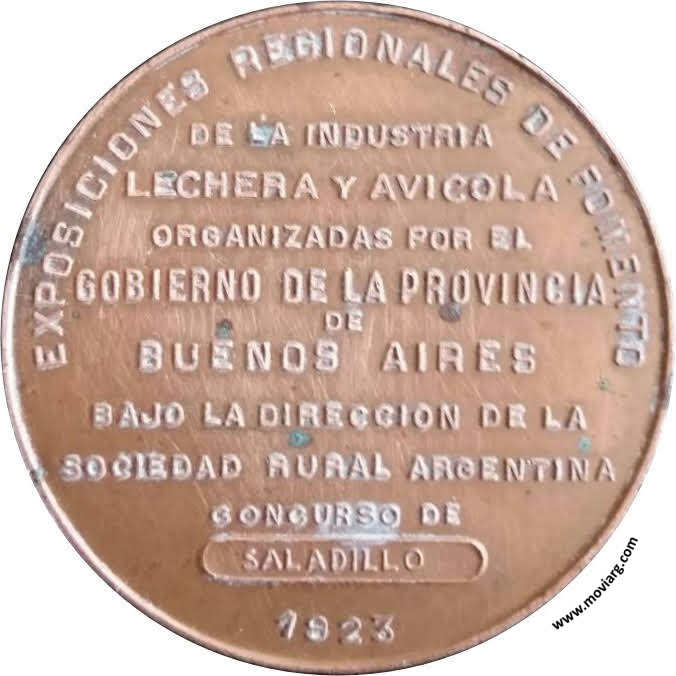 EXPOSICIONES REGIONALES DE FOMENTO
DE LA INDUSTRIA
LECHERA Y AVICOLA
ORGANIZADAS POR EL
GOBIERNO DE LA PROVINCIA
DE
BUENOS AIRES
BAJO LA DIRECCION DE LA
SOCIEDAD RURAL ARGENTINA
CONCURSO DE
SALADILLO
1923
www.moviarg.com